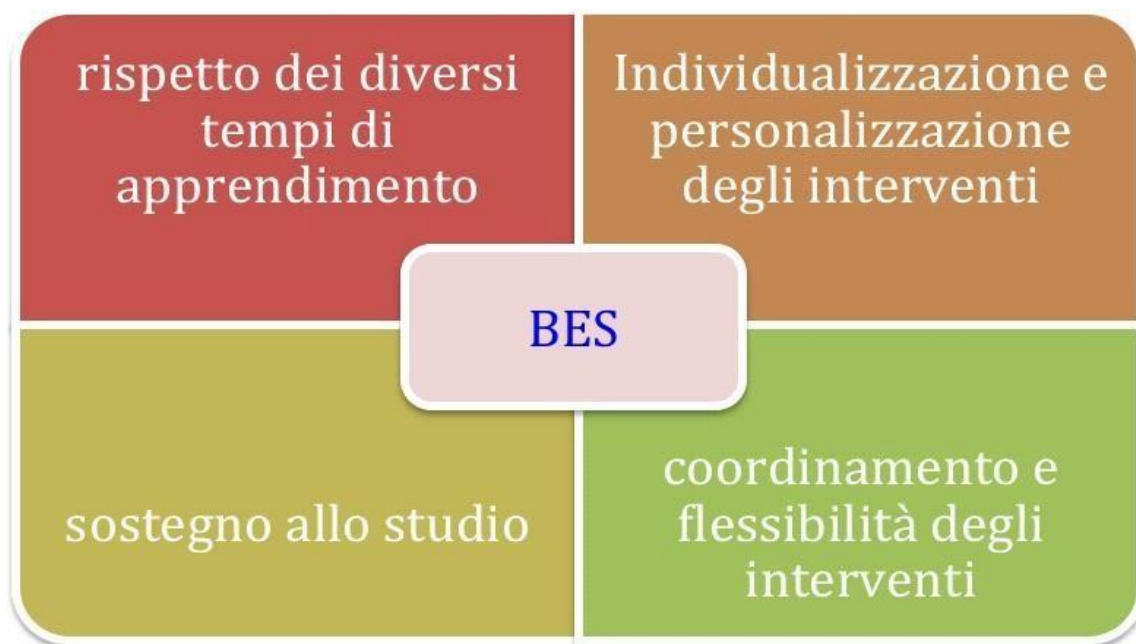 rispetto dei diversi
tempi di
apprendimento
Individualizzazione e
personalizzazione
degli interventi
BES
sostegno allo studio
coordinamento e
flessibilità degli
interventi